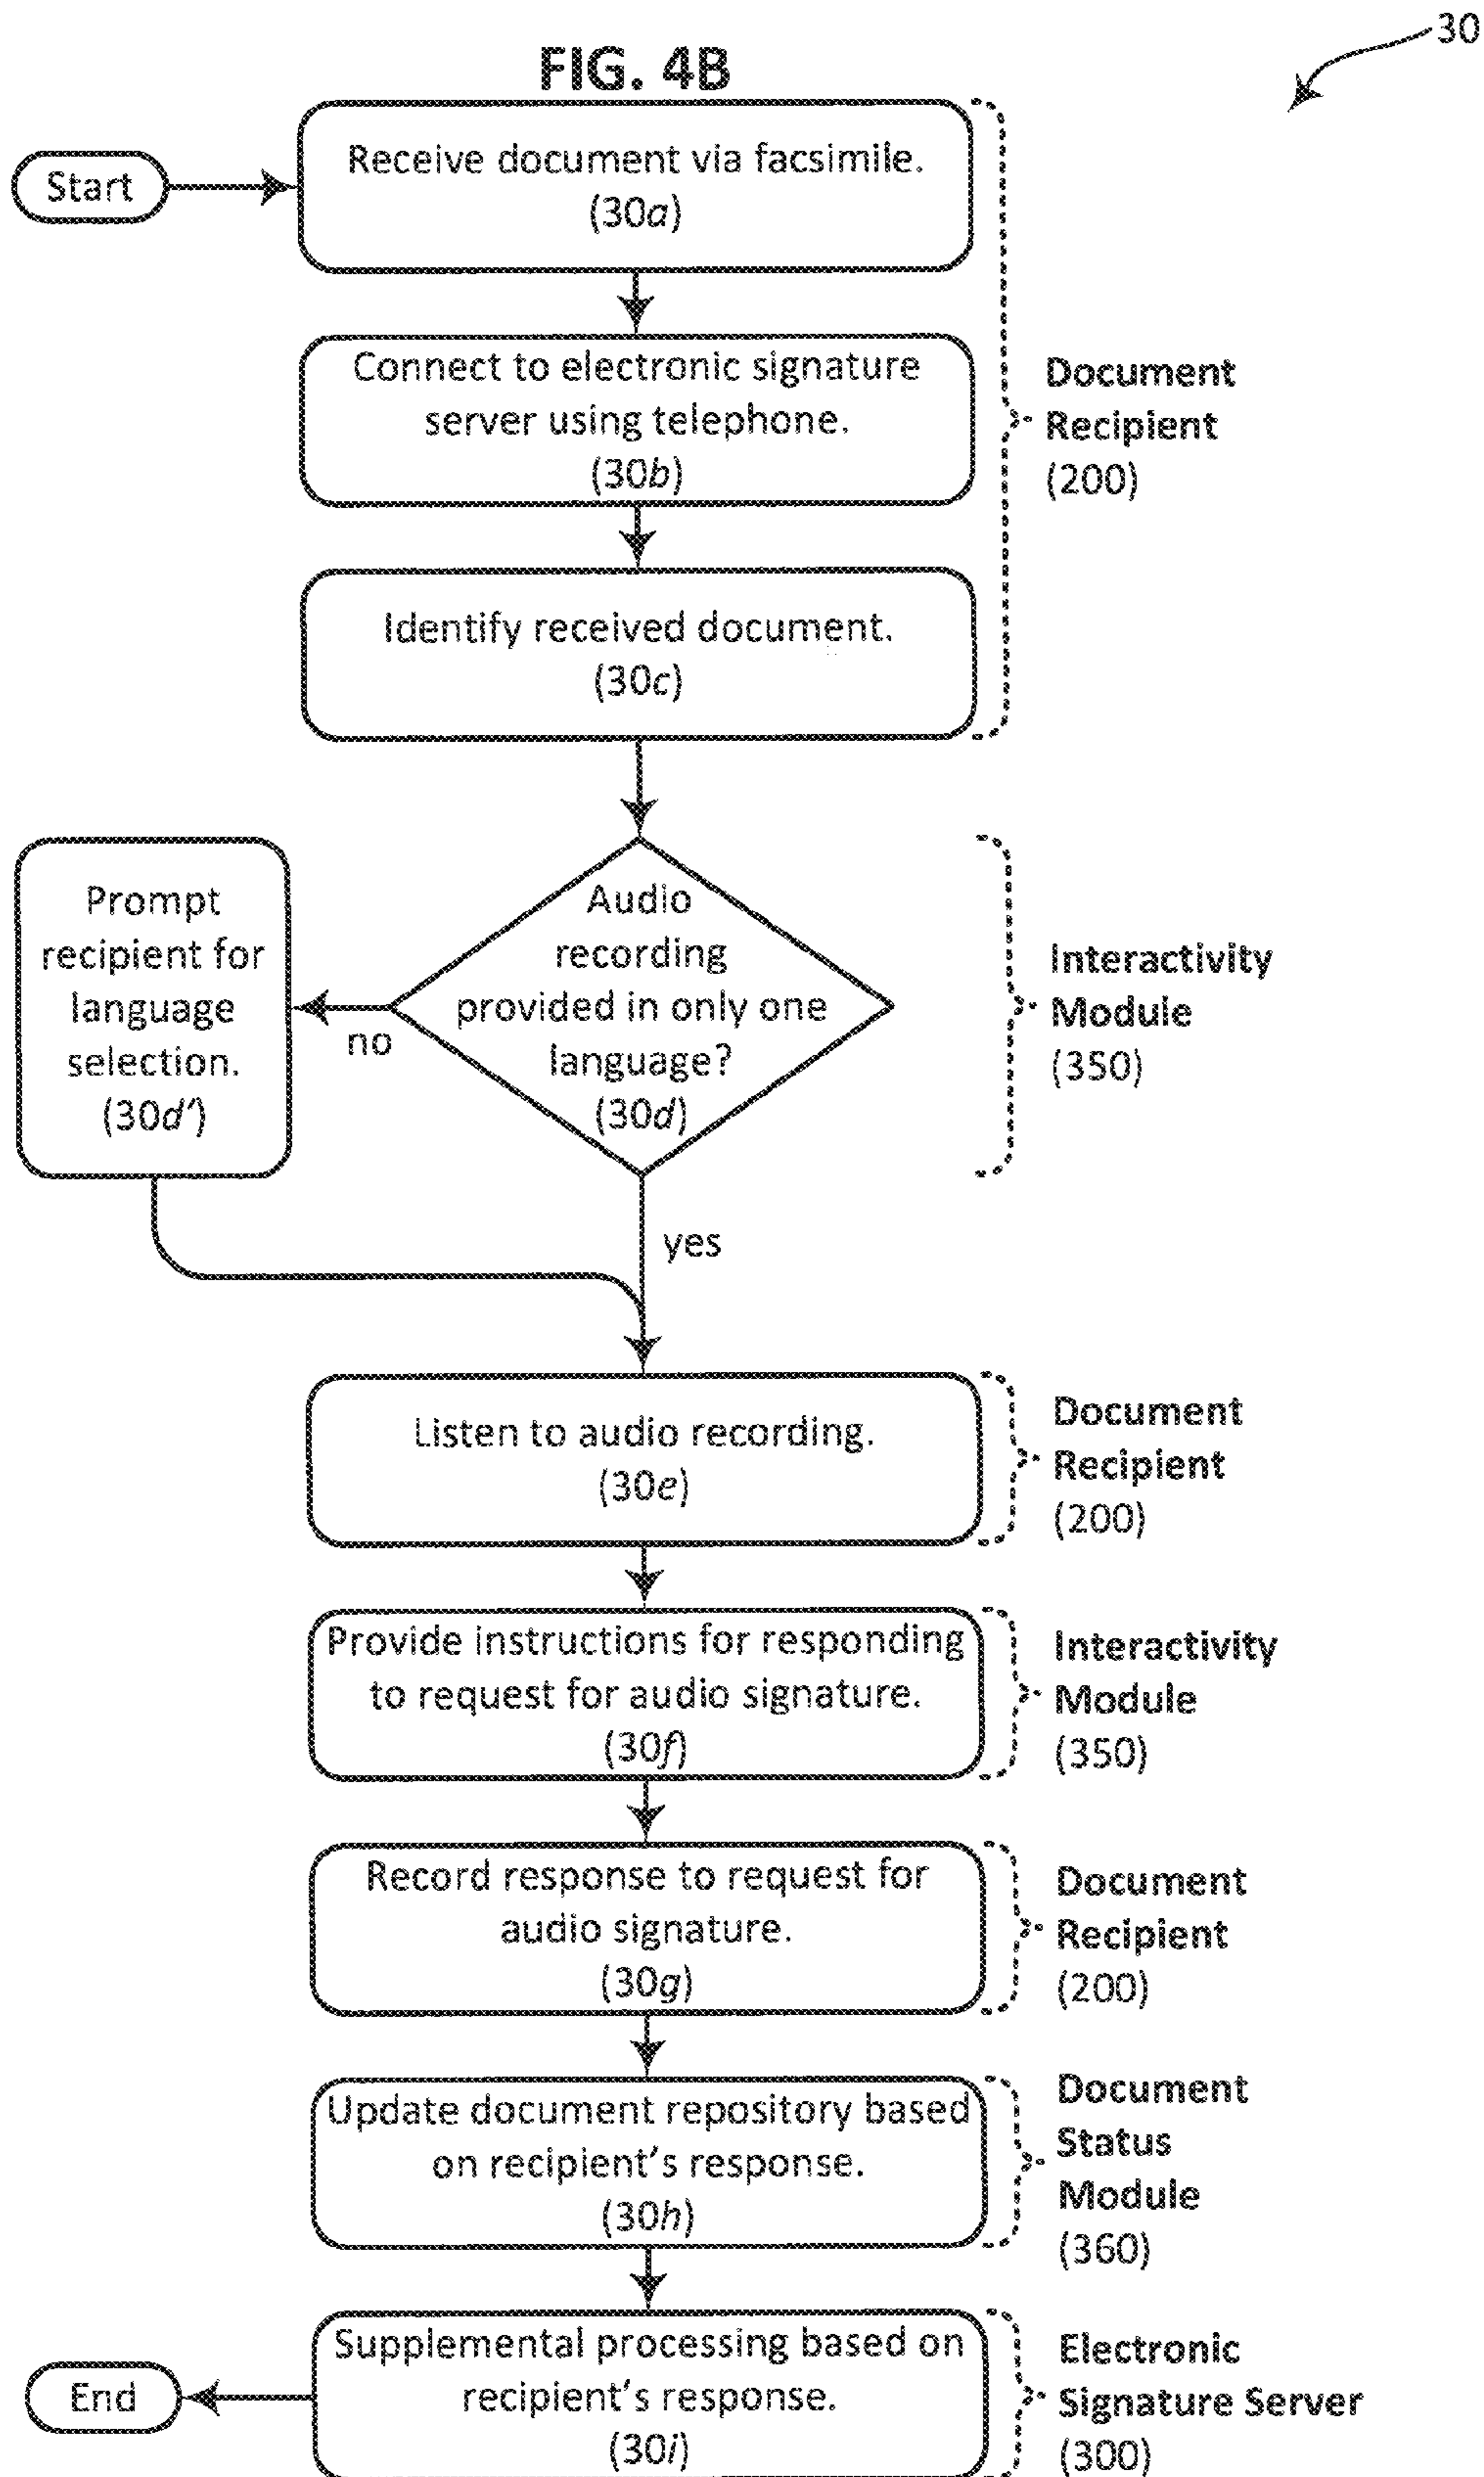 30
FIG. 4B
Start
Receive document via facsimile.
(30a)
Connect to electronic signature
server using telephone.
(30b)
Identify received document.
(30c)
Document
Recipient
(200)
Prompt
recipient for
language
selection.
(30d′)
no
Audio
recording
provided in only one
language?
(30d)
yes
Interactivity
Module
(350)
Listen to audio recording.
(30e)
Document
Recipient
(200)
Provide instructions for responding
to request for audio signature.
(30f)
Interactivity
Module
(350)
Record response to request for
audio signature.
(30g)
Document
Recipient
(200)
Update document repository based
on recipient's response.
(30h)
Document
Status
Module
(360)
Supplemental processing based on
recipient's response.
(30i)
Electronic
Signature Server
(300)
End